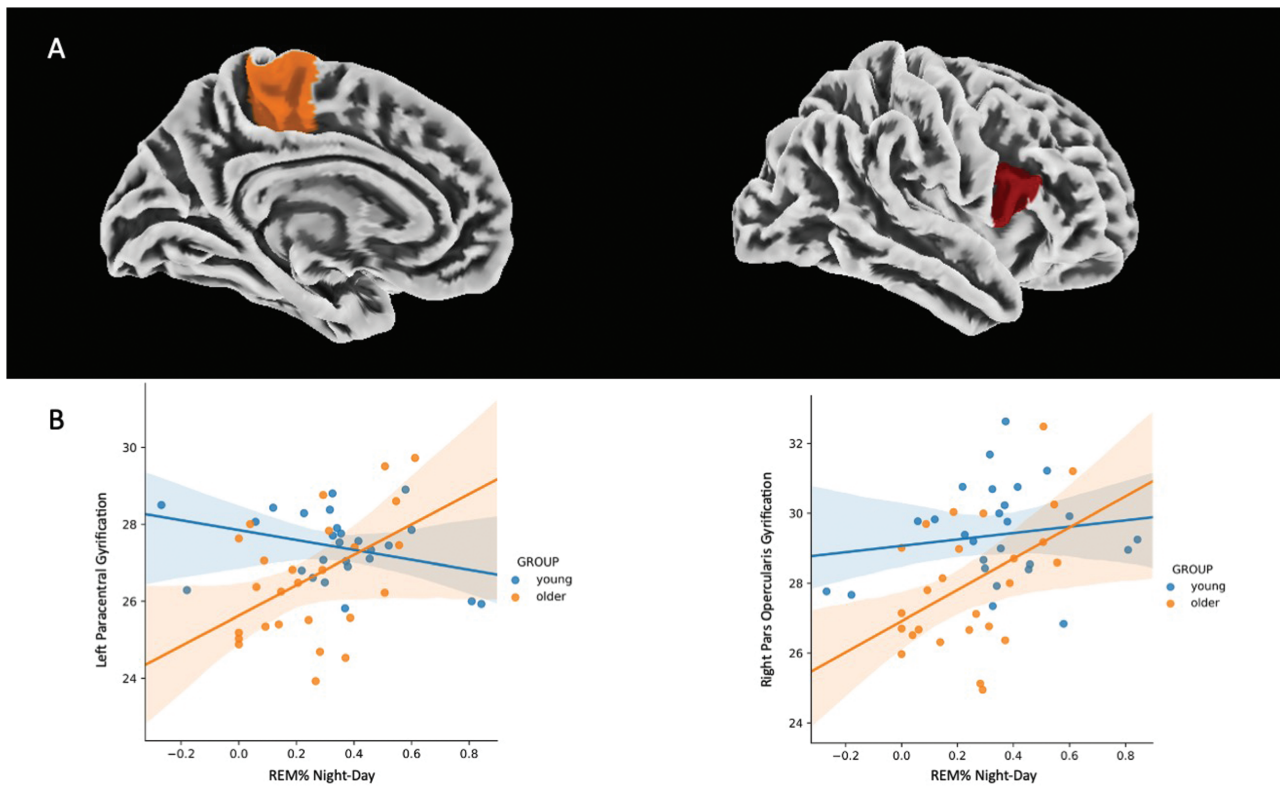 A
B
Left Paracentral Gyrification
30
28
26
24
−0.2 0.0 0.2 0.4 0.6 0.8
REM% Night-Day
GROUP
young
older
Right Pars Opercularis Gyrification
32
30
28
26
24
−0.2 0.0 0.2 0.4 0.6 0.8
REM% Night-Day
GROUP
young
older